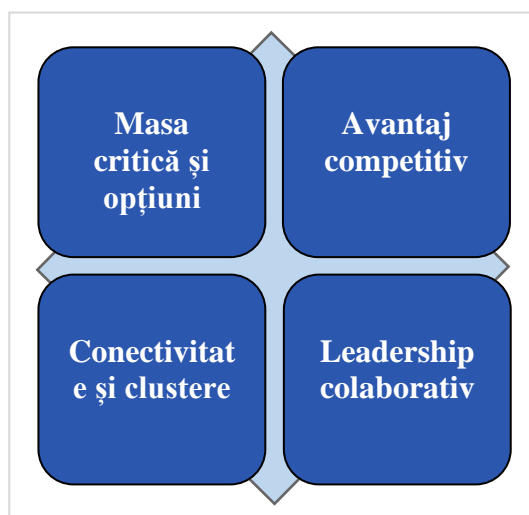 Masa
critică și
opțiuni
Avantaj
competitiv
Conectivitat
e și clustere
Leadership
colaborativ